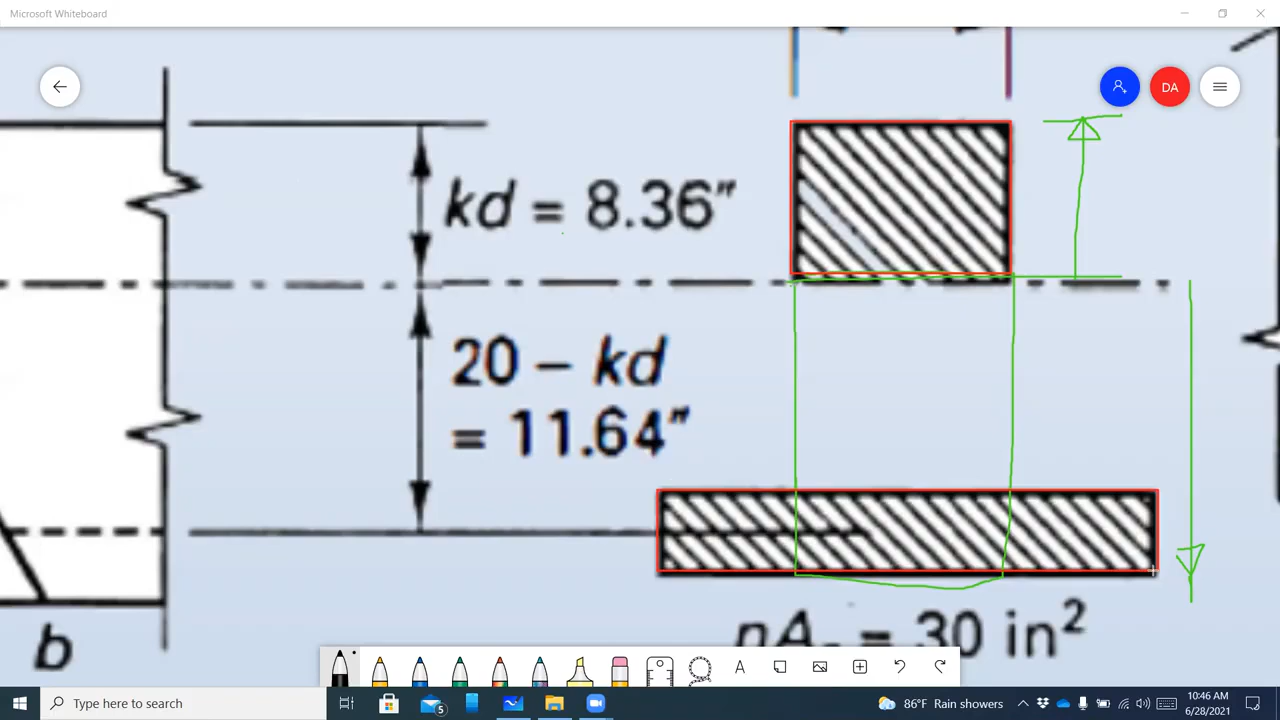 Microsoft Whiteboard
DA
kd = 8.36"
20 – kd
= 11.64"
= 30 in²
b
A
5
Type here to search
86°F Rain showers
10:46 AM
6/28/2021